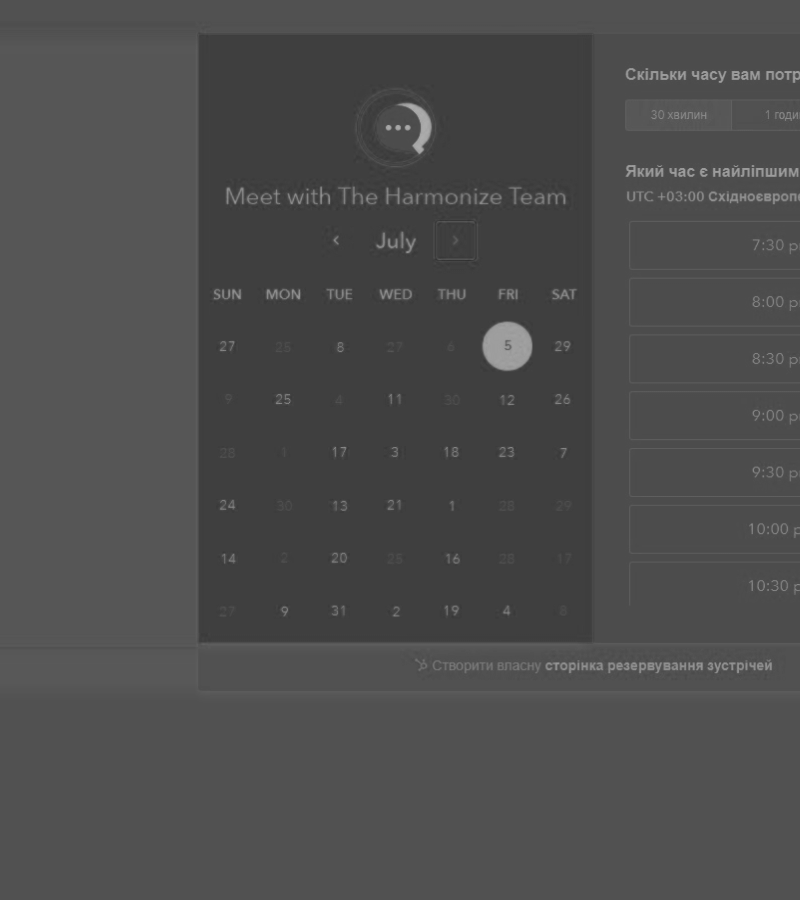 Meet with The Harmonize Team
July
SUN MON TUE WED THU FRI SAT
27 25 8 27 6 5 29
9 25 4 11 30 12 26
28 1 17 3 18 23 7
24 30 13 21 1 28 29
14 2 20 25 16 28 17
27 9 31 2 19 4 8
Скільки часу вам потр
30 хвилин 1 годи
Який час є найліпшим
UTC +03:00 Східноєвропе
7:30 p
8:00 p
8:30 p
9:00 p
9:30 p
10:00 p
10:30 p
Створити власну сторінка резервування зустрічей